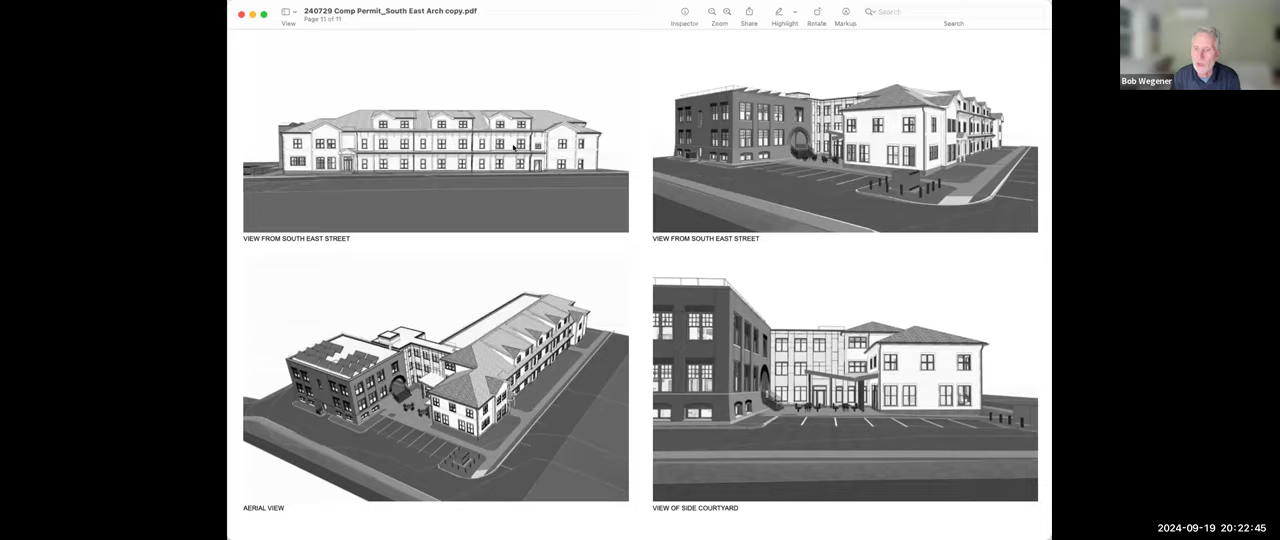 240729 Comp Permit_South East Arch copy.pdf
Page 11 of 11
View
Inspector
Zoom
Share
Highlight
Rotate
Markup
Search
Search
Bob Wegener
VIEW FROM SOUTH EAST STREET
VIEW FROM SOUTH EAST STREET
AERIAL VIEW
VIEW OF SIDE COURTYARD
2024-09-19 20:22:45